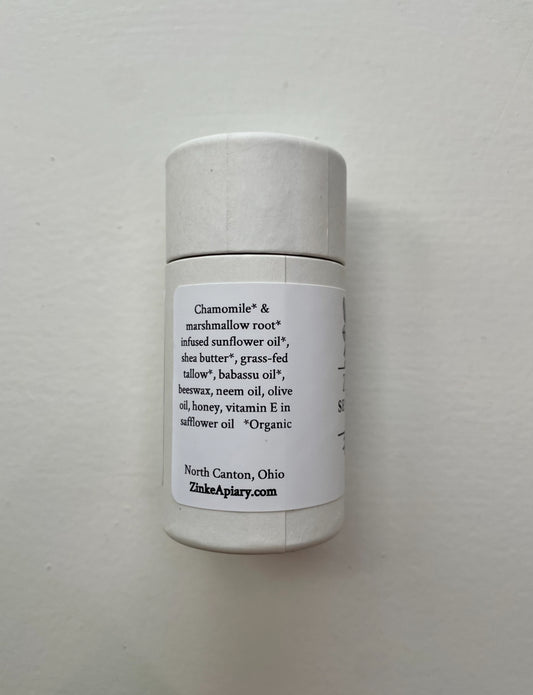 Chamomile* &
marshmallow root*
infused sunflower oil*,
shea butter*, grass-fed
tallow*, babassu oil*,
beeswax, neem oil, olive
oil, honey, vitamin E in
safflower oil *Organic
North Canton, Ohio
ZinkeApiary.com